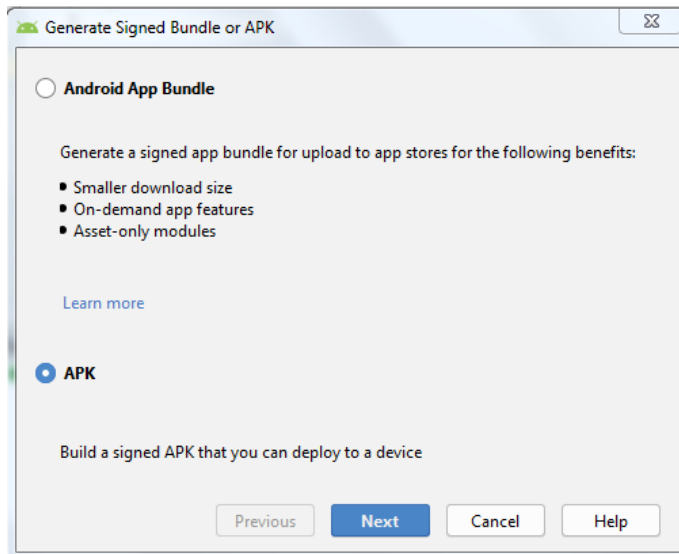 Generate Signed Bundle or APK
Android App Bundle
Generate a signed app bundle for upload to app stores for the following benefits:
• Smaller download size
• On-demand app features
• Asset-only modules
Learn more
APK
Build a signed APK that you can deploy to a device
Previous Next Cancel Help